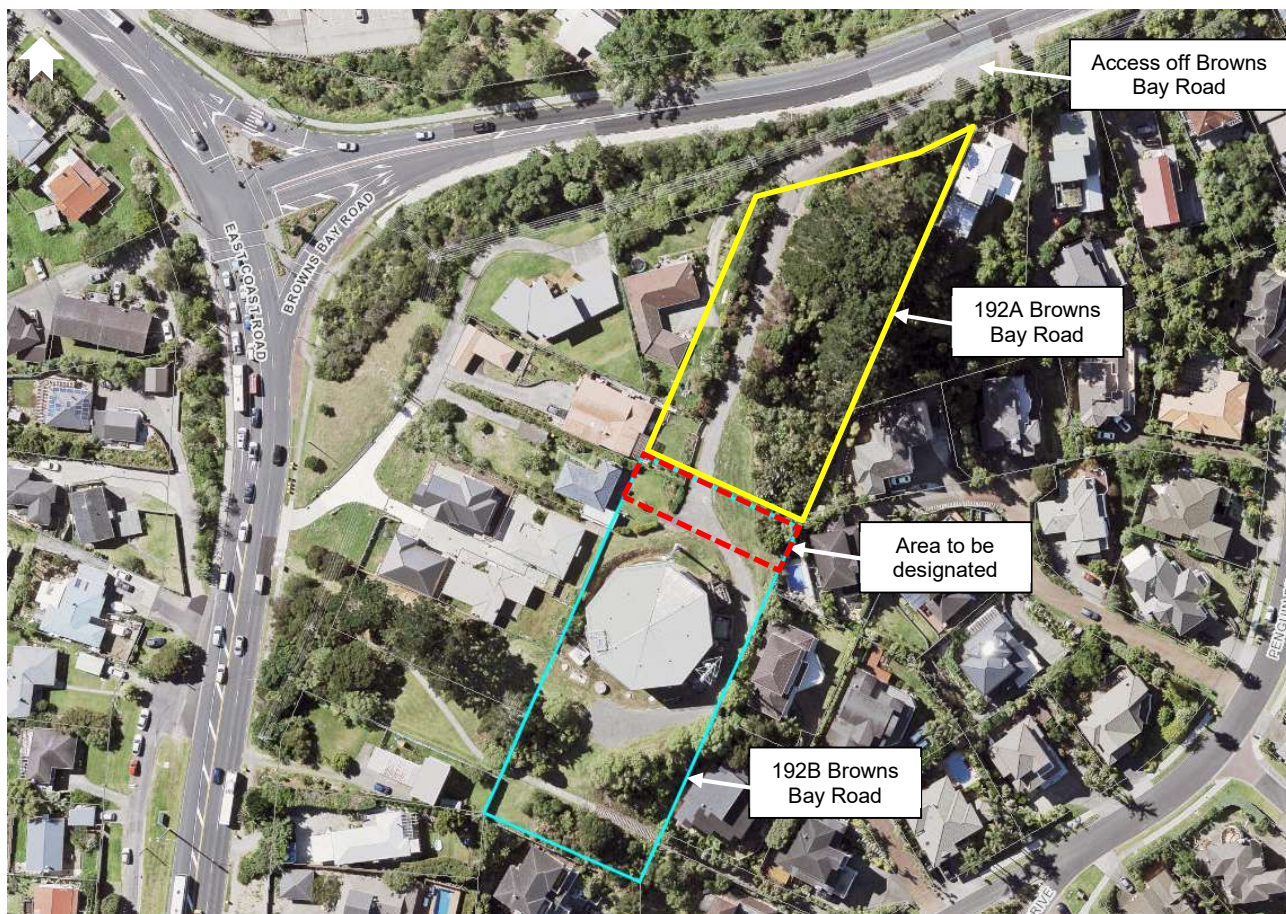 Access off Browns
Bay Road
EAST COAST ROAD
BROWNS BAY ROAD
192A Browns
Bay Road
Area to be
designated
192B Browns
Bay Road
RIVE